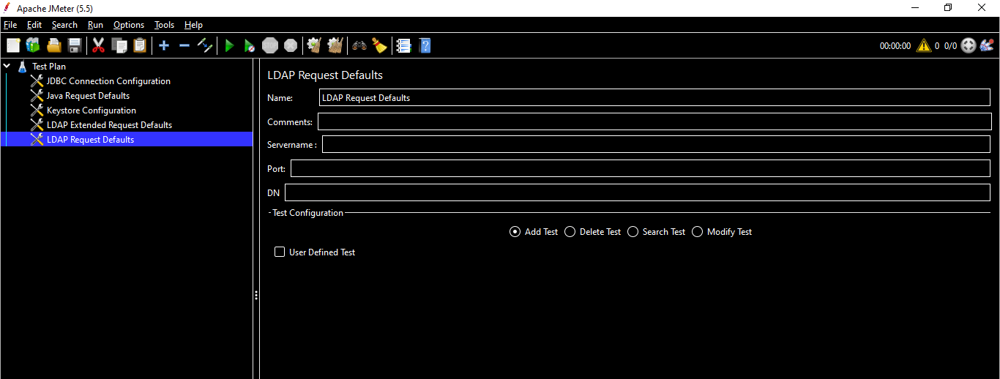 Apache JMeter (5.5)
File Edit Search Run Options Tools Help
00:00:00 0 0/0
Test Plan
JDBC Connection Configuration
Java Request Defaults
Keystore Configuration
LDAP Extended Request Defaults
LDAP Request Defaults
LDAP Request Defaults
Name: LDAP Request Defaults
Comments:
Servername :
Port:
DN
Test Configuration
Add Test Delete Test Search Test Modify Test
User Defined Test